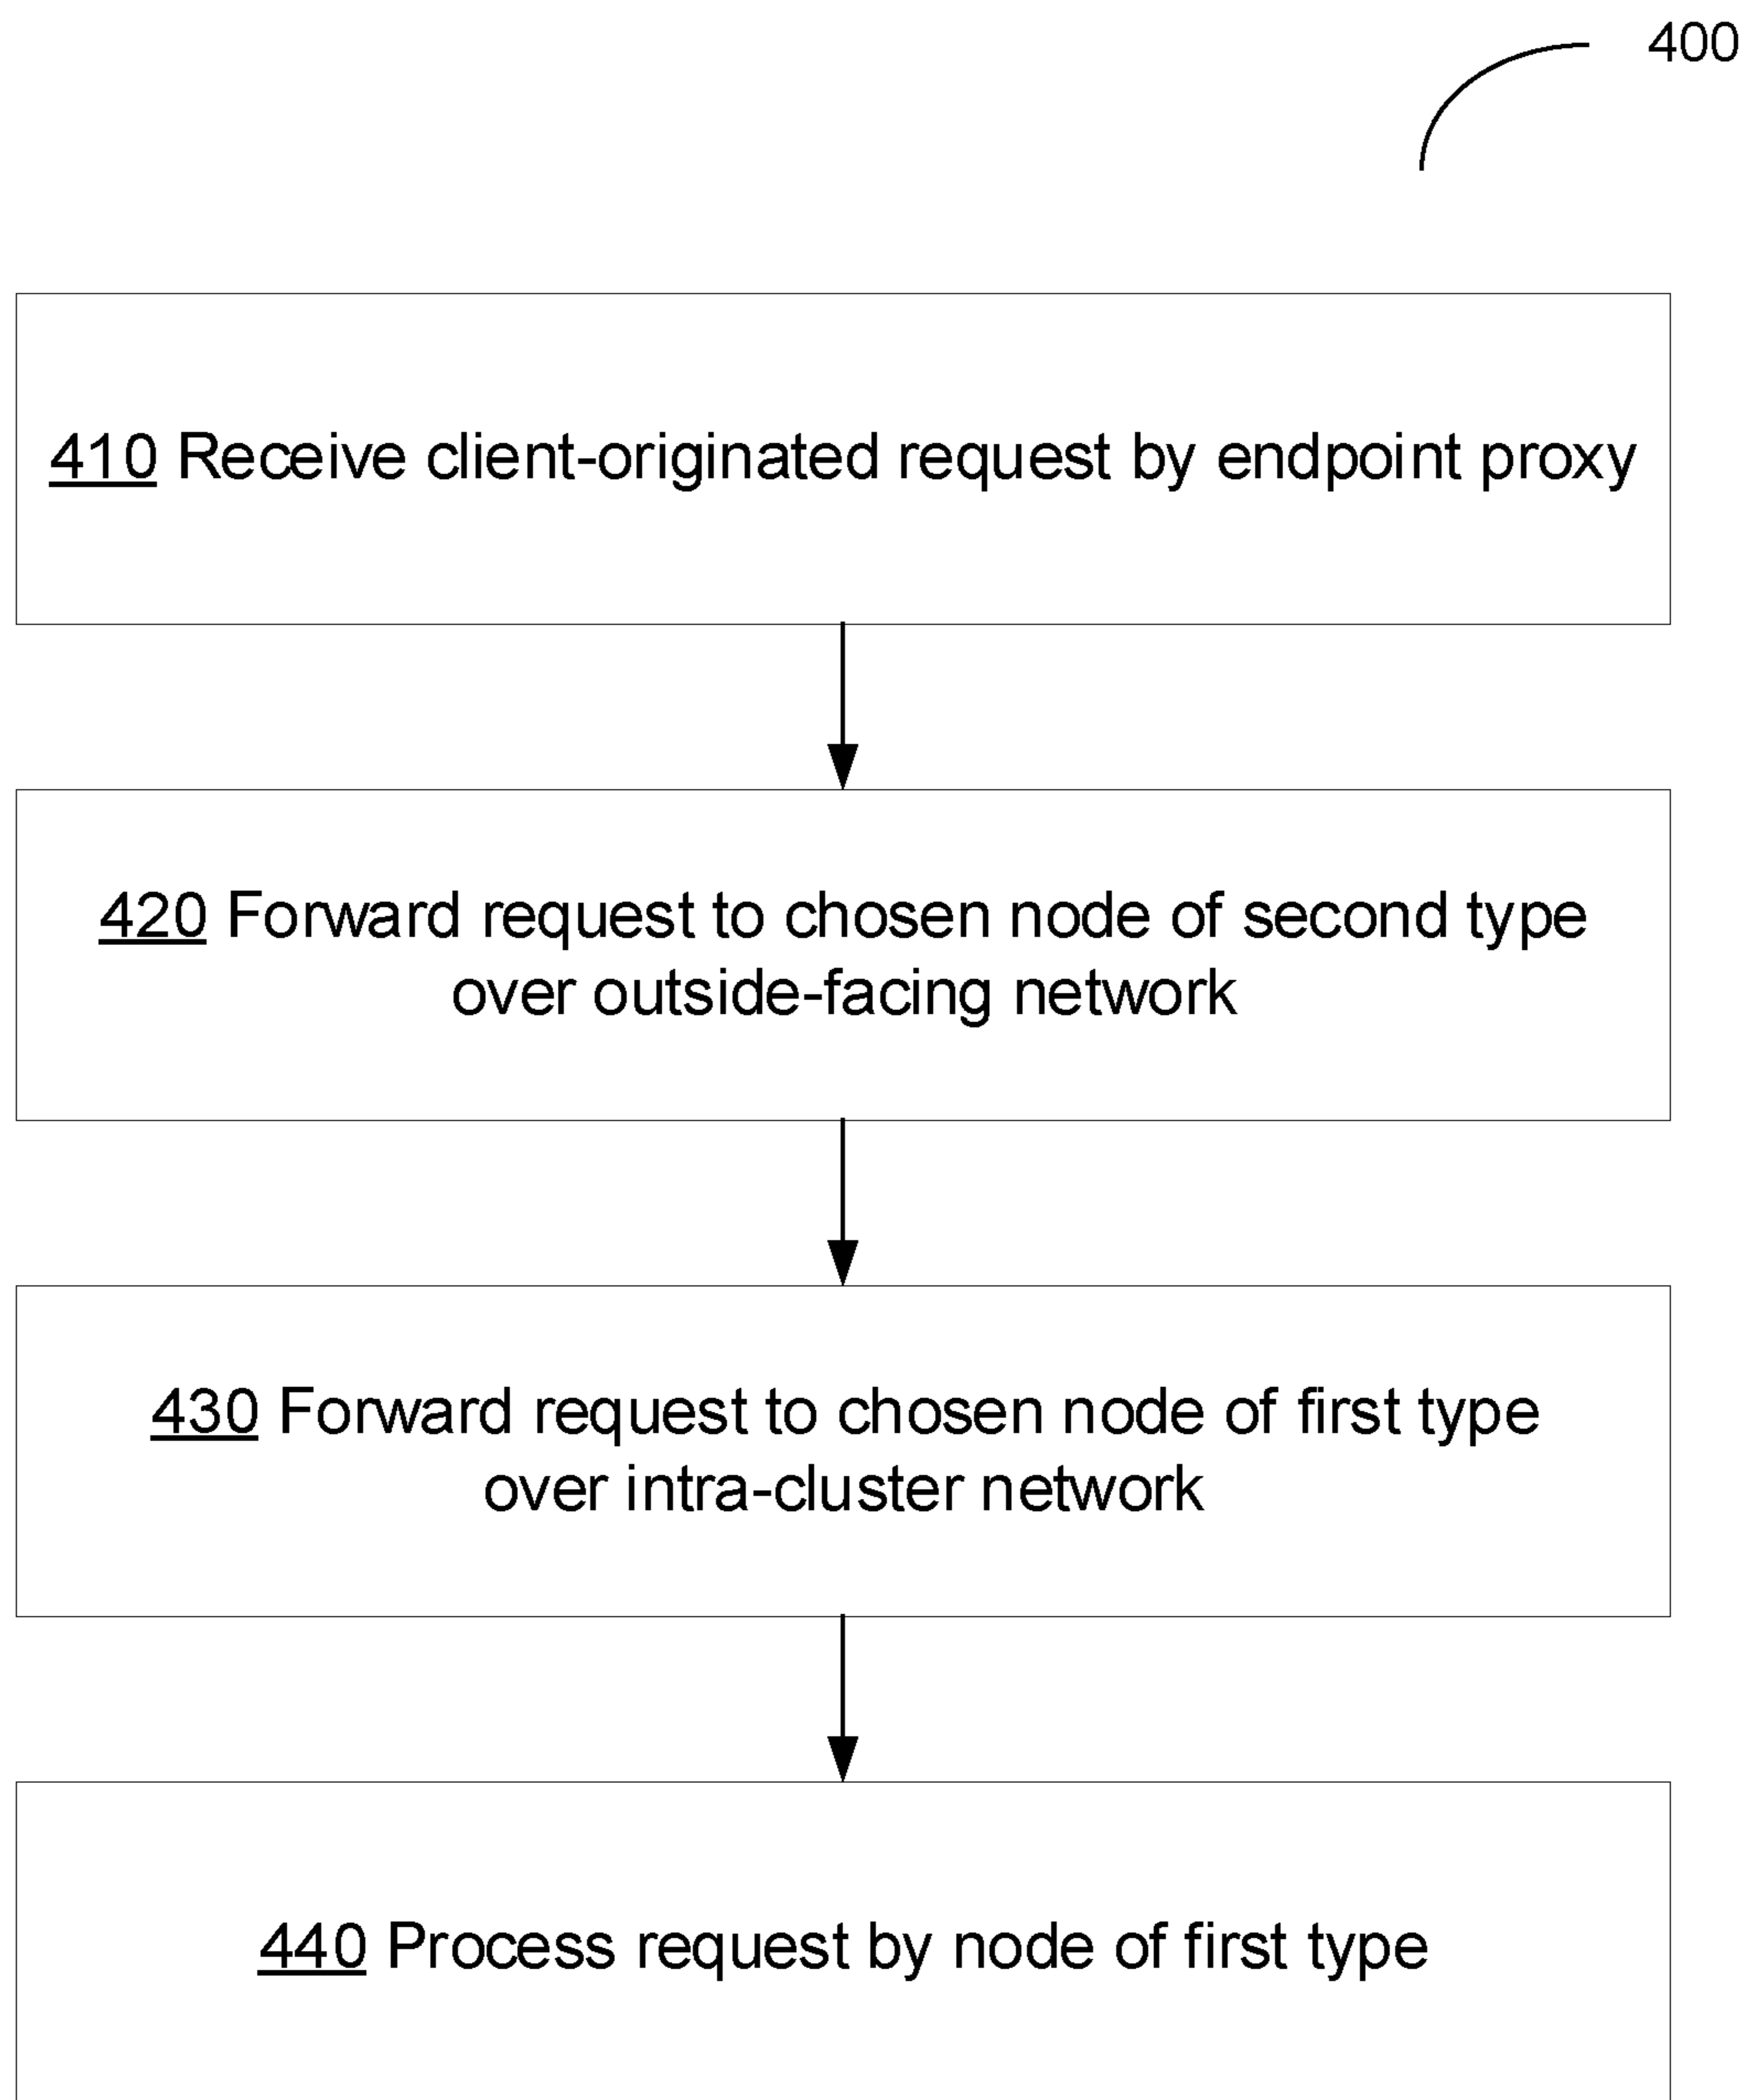 400
410 Receive client-originated request by endpoint proxy
420 Forward request to chosen node of second type
over outside-facing network
430 Forward request to chosen node of first type
over intra-cluster network
440 Process request by node of first type